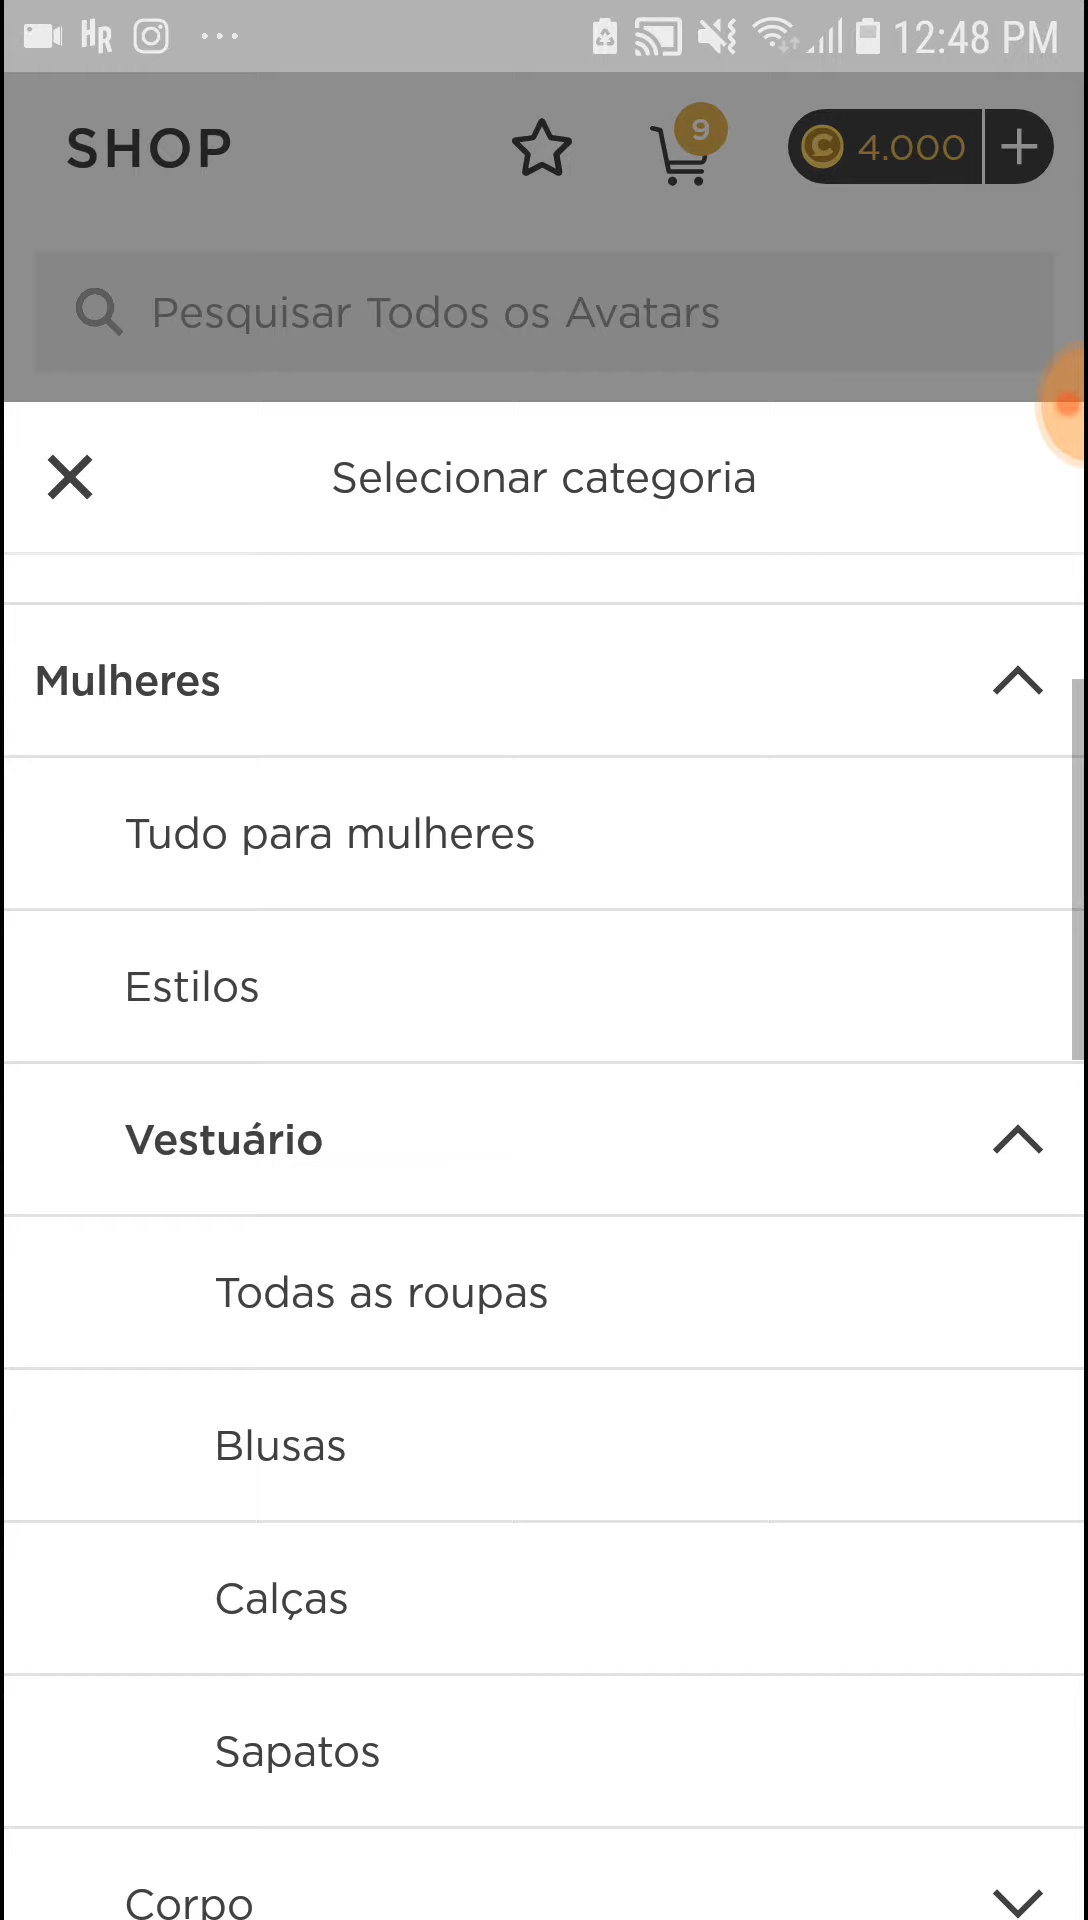 HR 12:48 PM
SHOP 9 4.000 +
Pesquisar Todos os Avatars
Selecionar categoria
Mulheres
Tudo para mulheres
Estilos
Vestuário
Todas as roupas
Blusas
Calças
Sapatos
Corpo